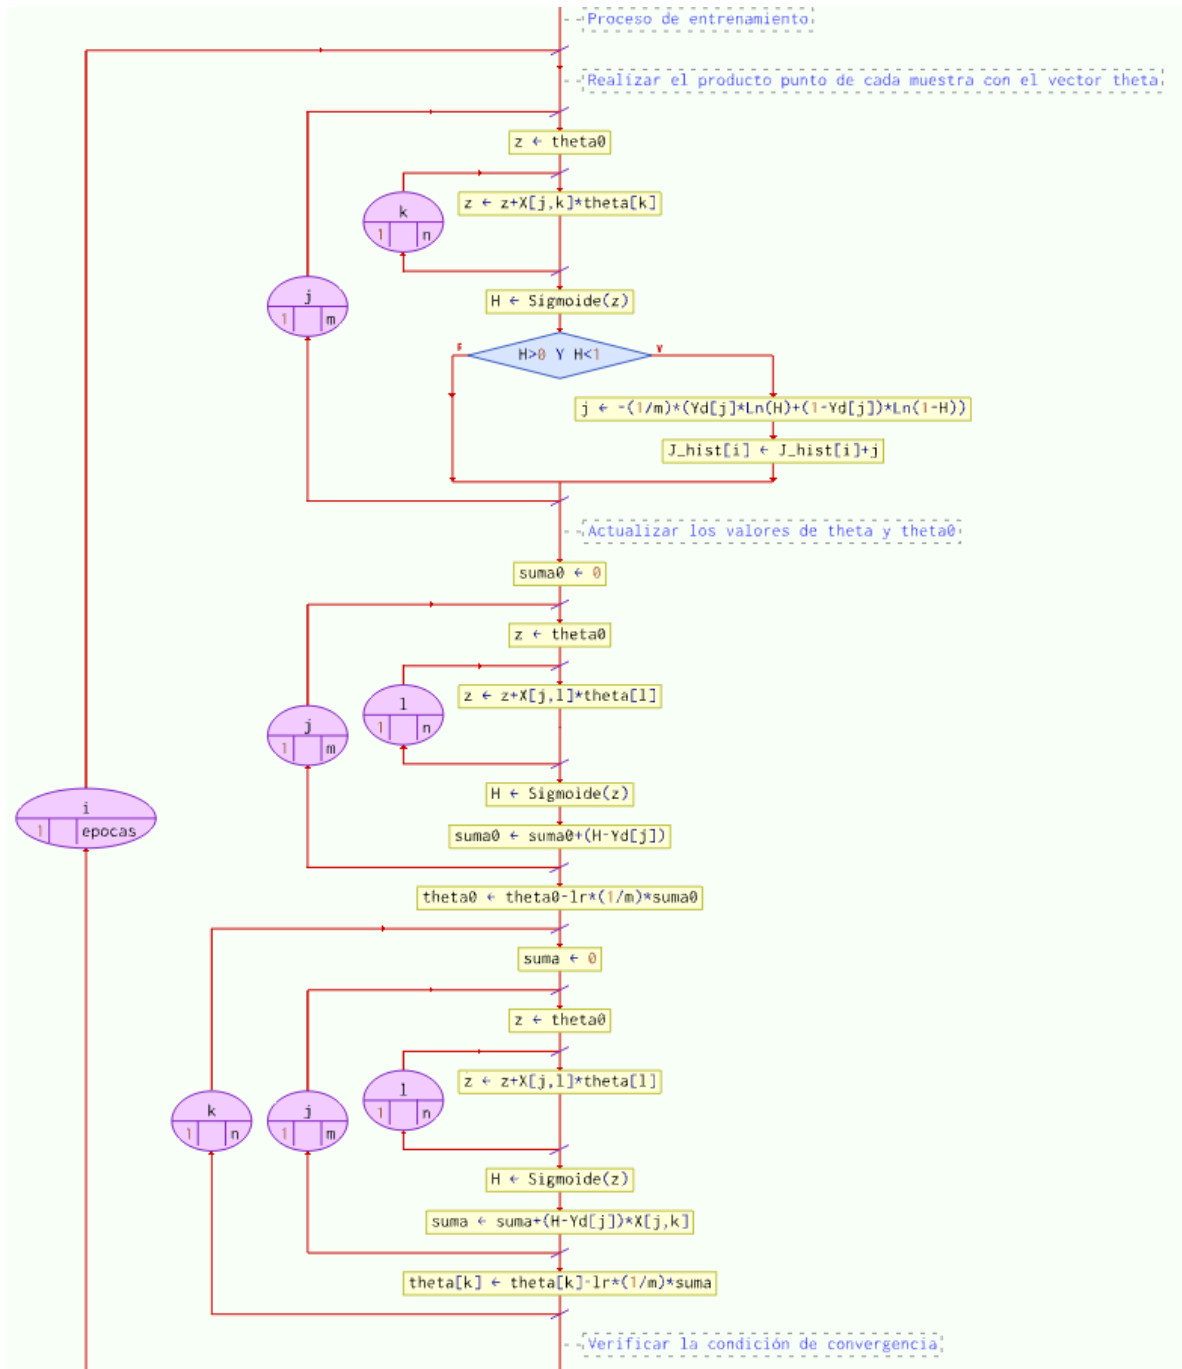 Proceso de entrenamiento
Realizar el producto punto de cada muestra con el vector theta
z ← theta0
z ← z+X[j,k]*theta[k]
k
1 n
H ← Sigmoide(z)
j
1 m
F
H>0 Y H<1
V
j ← -(1/m)*(Yd[j]*Ln(H)+(1-Yd[j])*Ln(1-H))
J_hist[i] ← J_hist[i]+j
Actualizar los valores de theta y theta0
suma0 ← 0
z ← theta0
z ← z+X[j,l]*theta[l]
l
1 n
j
1 m
H ← Sigmoide(z)
i
1 epocas
suma0 ← suma0+(H-Yd[j])
theta0 ← theta0-lr*(1/m)*suma0
suma ← 0
z ← theta0
z ← z+X[j,l]*theta[l]
l
1 n
k
1 n
j
1 m
H ← Sigmoide(z)
suma ← suma+(H-Yd[j])*X[j,k]
theta[k] ← theta[k]-lr*(1/m)*suma
Verificar la condición de convergencia